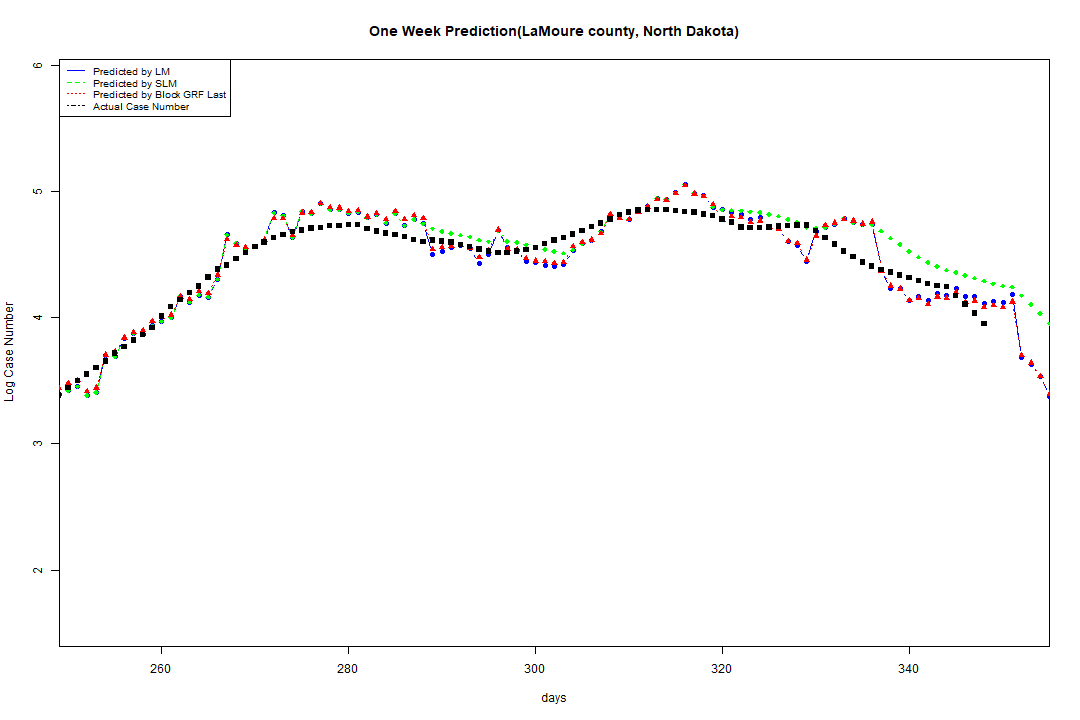 One Week Prediction(LaMoure county, North Dakota)
Predicted by LM
Predicted by SLM
Predicted by Block GRF Last
Actual Case Number
6
5
4
3
2
Log Case Number
260 280 300 320 340
days